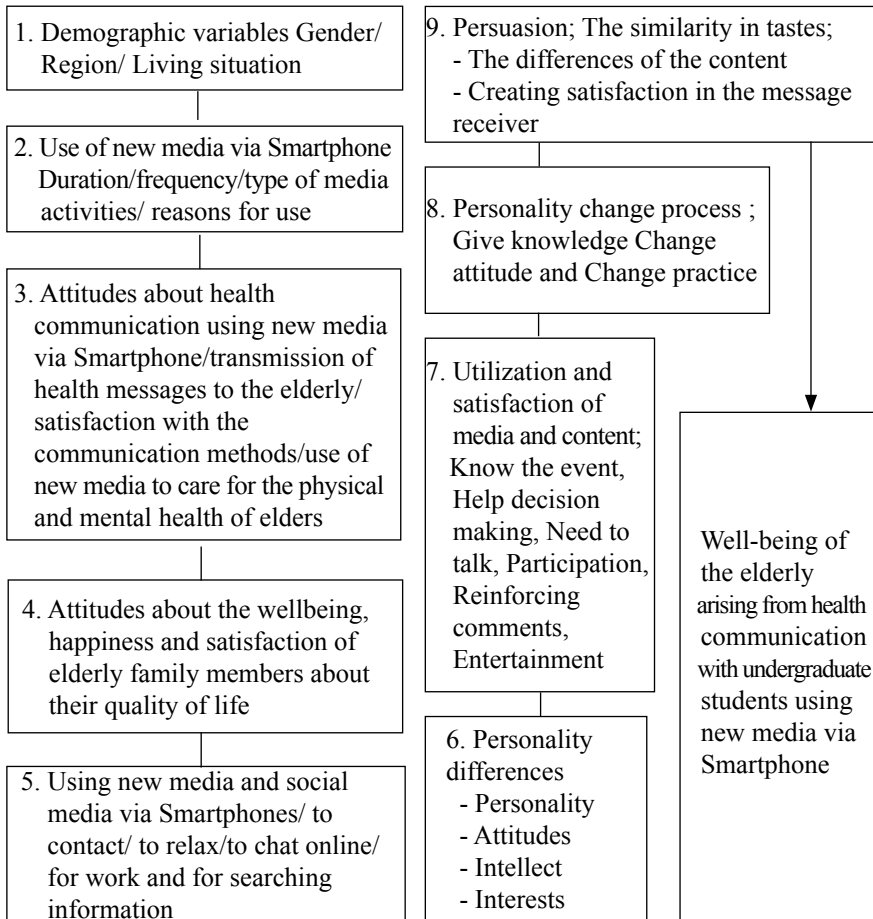 1. Demographic variables Gender/
Region/ Living situation
2. Use of new media via Smartphone
Duration/frequency/type of media
activities/ reasons for use
3. Attitudes about health
communication using new media
via Smartphone/transmission of
health messages to the elderly/
satisfaction with the
communication methods/use of
new media to care for the physical
and mental health of elders
4. Attitudes about the wellbeing,
happiness and satisfaction of
elderly family members about
their quality of life
5. Using new media and social
media via Smartphones/ to
contact/ to relax/to chat online/
for work and for searching
information
9. Persuasion; The similarity in tastes;
- The differences of the content
- Creating satisfaction in the message
receiver
8. Personality change process ;
Give knowledge Change
attitude and Change practice
7. Utilization and
satisfaction of
media and content;
Know the event,
Help decision
making, Need to
talk, Participation,
Reinforcing
comments,
Entertainment
6. Personality
differences
- Personality
- Attitudes
- Intellect
- Interests
Well-being of
the elderly
arising from health
communication
with undergraduate
students using
new media via
Smartphone